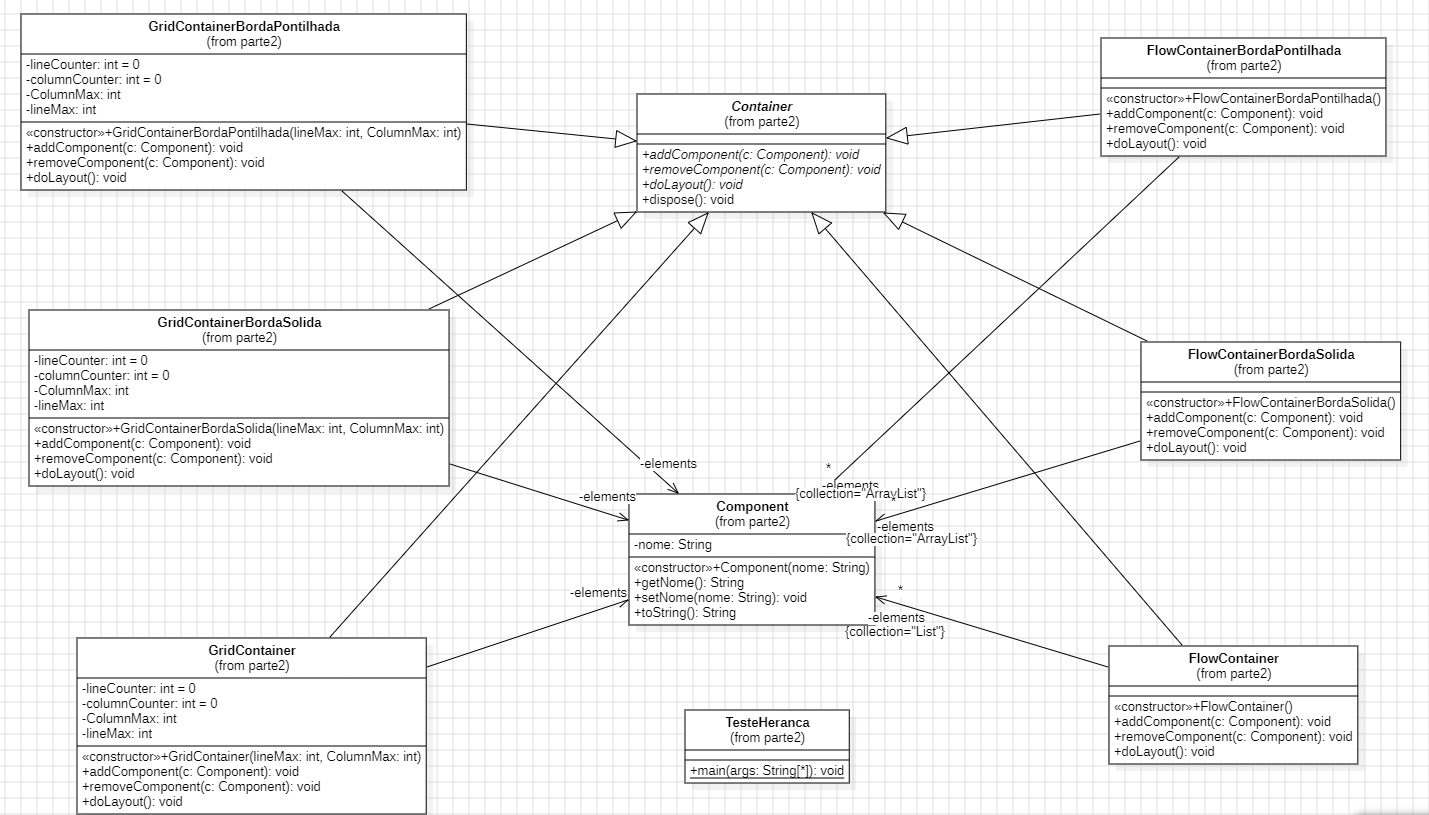 GridContainerBordaPontilhada
(from parte2)
-lineCounter: int = 0
-columnCounter: int = 0
-ColumnMax: int
-lineMax: int
«constructor»+GridContainerBordaPontilhada(lineMax: int, ColumnMax: int)
+addComponent(c: Component): void
+removeComponent(c: Component): void
+doLayout(): void
Container
(from parte2)
+addComponent(c: Component): void
+removeComponent(c: Component): void
+doLayout(): void
+dispose(): void
FlowContainerBordaPontilhada
(from parte2)
«constructor»+FlowContainerBordaPontilhada()
+addComponent(c: Component): void
+removeComponent(c: Component): void
+doLayout(): void
GridContainerBordaSolida
(from parte2)
-lineCounter: int = 0
-columnCounter: int = 0
-ColumnMax: int
-lineMax: int
«constructor»+GridContainerBordaSolida(lineMax: int, ColumnMax: int)
+addComponent(c: Component): void
+removeComponent(c: Component): void
+doLayout(): void
FlowContainerBordaSolida
(from parte2)
«constructor»+FlowContainerBordaSolida()
+addComponent(c: Component): void
+removeComponent(c: Component): void
+doLayout(): void
-elements
-elements
*
-elements
{collection="ArrayList"}
*
-elements
{collection="ArrayList"}
Component
(from parte2)
-nome: String
«constructor»+Component(nome: String)
+getNome(): String
+setNome(nome: String): void
+toString(): String
-elements
*
-elements
{collection="List"}
GridContainer
(from parte2)
-lineCounter: int = 0
-columnCounter: int = 0
-ColumnMax: int
-lineMax: int
«constructor»+GridContainer(lineMax: int, ColumnMax: int)
+addComponent(c: Component): void
+removeComponent(c: Component): void
+doLayout(): void
TesteHeranca
(from parte2)
+main(args: String[*]): void
FlowContainer
(from parte2)
«constructor»+FlowContainer()
+addComponent(c: Component): void
+removeComponent(c: Component): void
+doLayout(): void